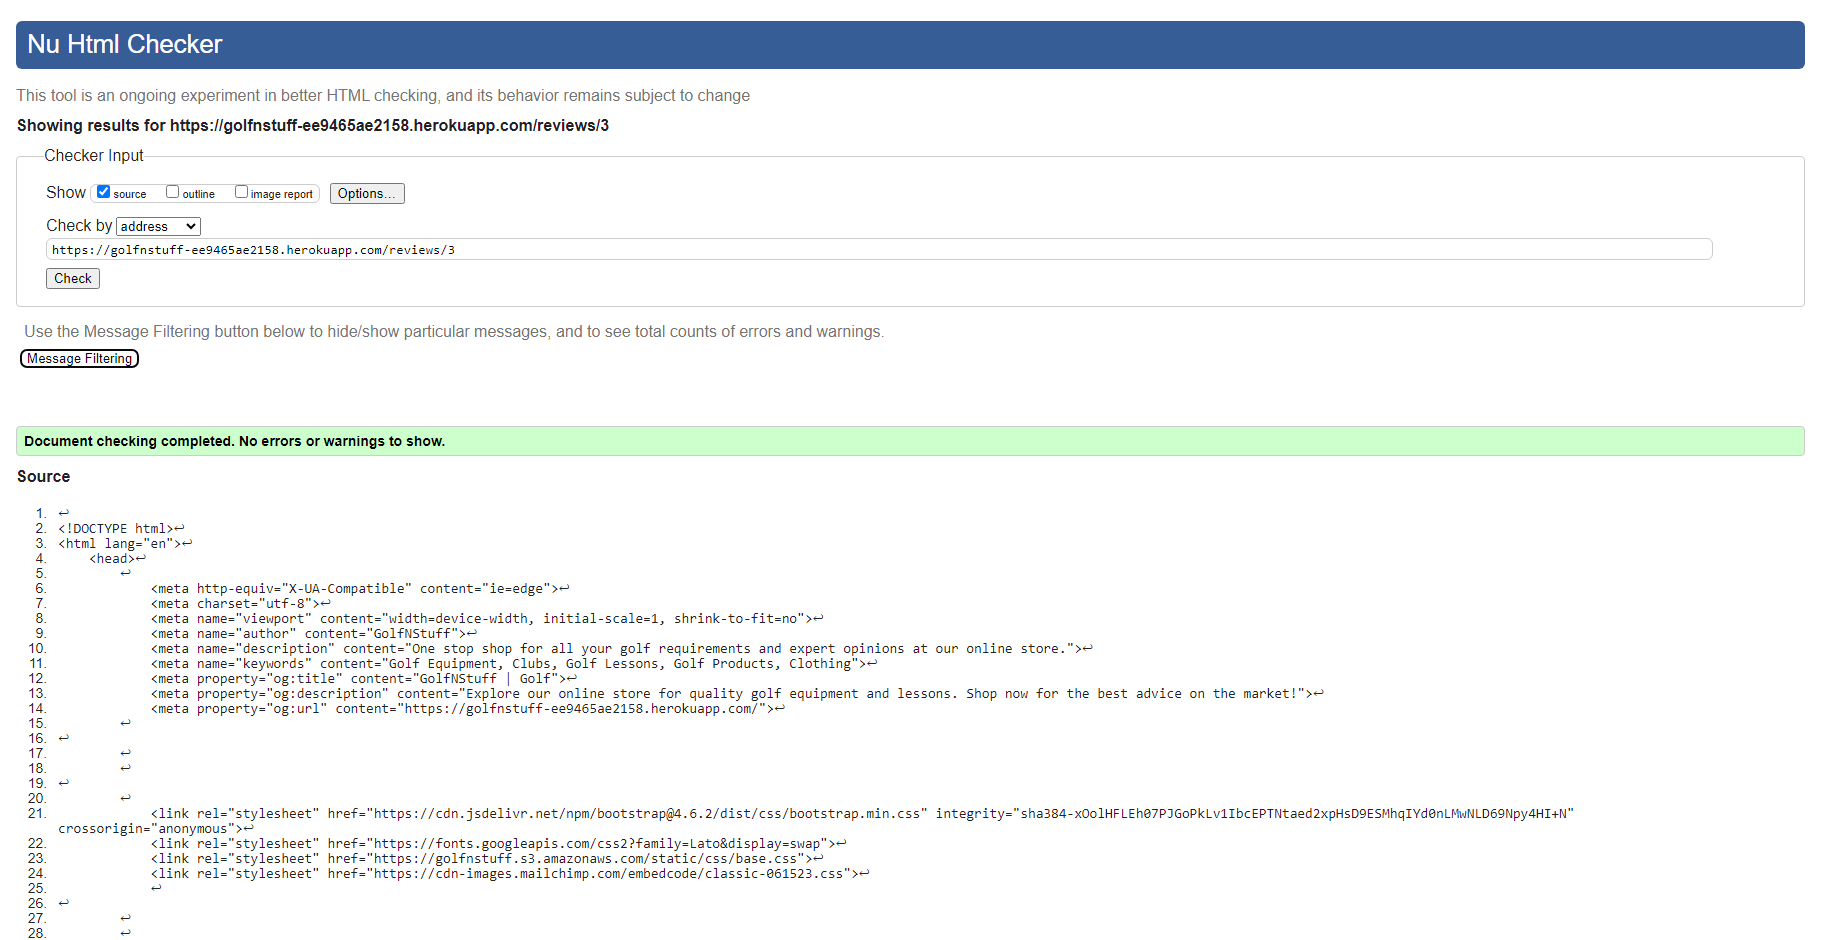 Nu Html Checker
This tool is an ongoing experiment in better HTML checking, and its behavior remains subject to change
Showing results for https://golfnstuff-ee9465ae2158.herokuapp.com/reviews/3
Checker Input
Show source outline image report Options...
Check by address
https://golfnstuff-ee9465ae2158.herokuapp.com/reviews/3
Check
Use the Message Filtering button below to hide/show particular messages, and to see total counts of errors and warnings.
Message Filtering
Document checking completed. No errors or warnings to show.
Source
1. ↩
2. <!DOCTYPE html>↩
3. <html lang="en">↩
4. <head>↩
5. ↩
6. <meta http-equiv="X-UA-Compatible" content="ie=edge">↩
7. <meta charset="utf-8">↩
8. <meta name="viewport" content="width=device-width, initial-scale=1, shrink-to-fit=no">↩
9. <meta name="author" content="GolfNStuff">↩
10. <meta name="description" content="One stop shop for all your golf requirements and expert opinions at our online store.">↩
11. <meta name="keywords" content="Golf Equipment, Clubs, Golf Lessons, Golf Products, Clothing">↩
12. <meta property="og:title" content="GolfNStuff | Golf">↩
13. <meta property="og:description" content="Explore our online store for quality golf equipment and lessons. Shop now for the best advice on the market!">↩
14. <meta property="og:url" content="https://golfnstuff-ee9465ae2158.herokuapp.com/">↩
15. ↩
16. ↩
17. ↩
18. ↩
19. ↩
20. ↩
21. <link rel="stylesheet" href="https://cdn.jsdelivr.net/npm/bootstrap@4.6.2/dist/css/bootstrap.min.css" integrity="sha384-xOolHFLEh07PJGoPkLv1IbcEPTNtaed2xpHsD9ESMhqIYd0nLMwNLD69Npy4HI+N"
crossorigin="anonymous">↩
22. <link rel="stylesheet" href="https://fonts.googleapis.com/css2?family=Lato&display=swap">↩
23. <link rel="stylesheet" href="https://golfnstuff.s3.amazonaws.com/static/css/base.css">↩
24. <link rel="stylesheet" href="https://cdn-images.mailchimp.com/embedcode/classic-061523.css">↩
25. ↩
26. ↩
27. ↩
28. ↩